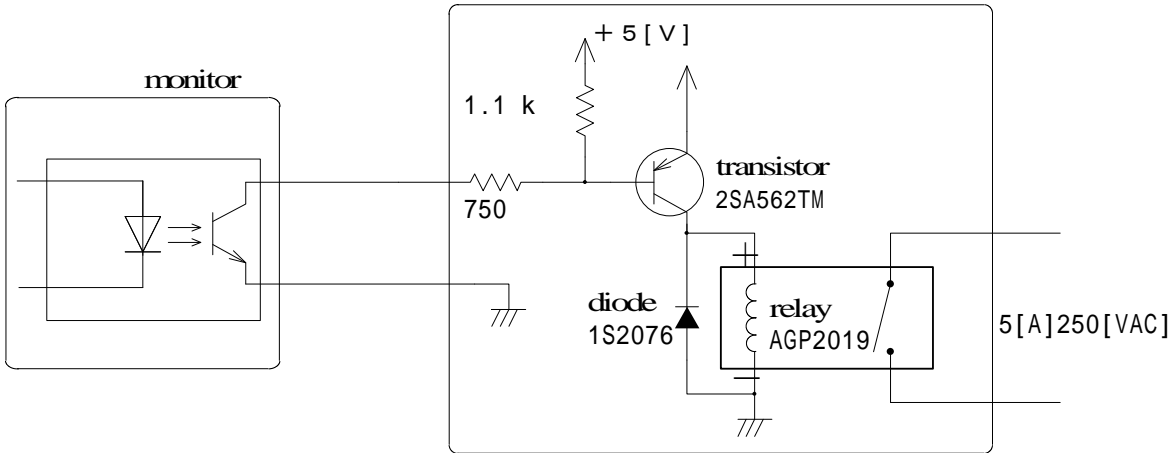 +5[V]
monitor
1.1 k
transistor
2SA562TM
750
diode
1S2076
relay
AGP2019
5[A]250[VAC]